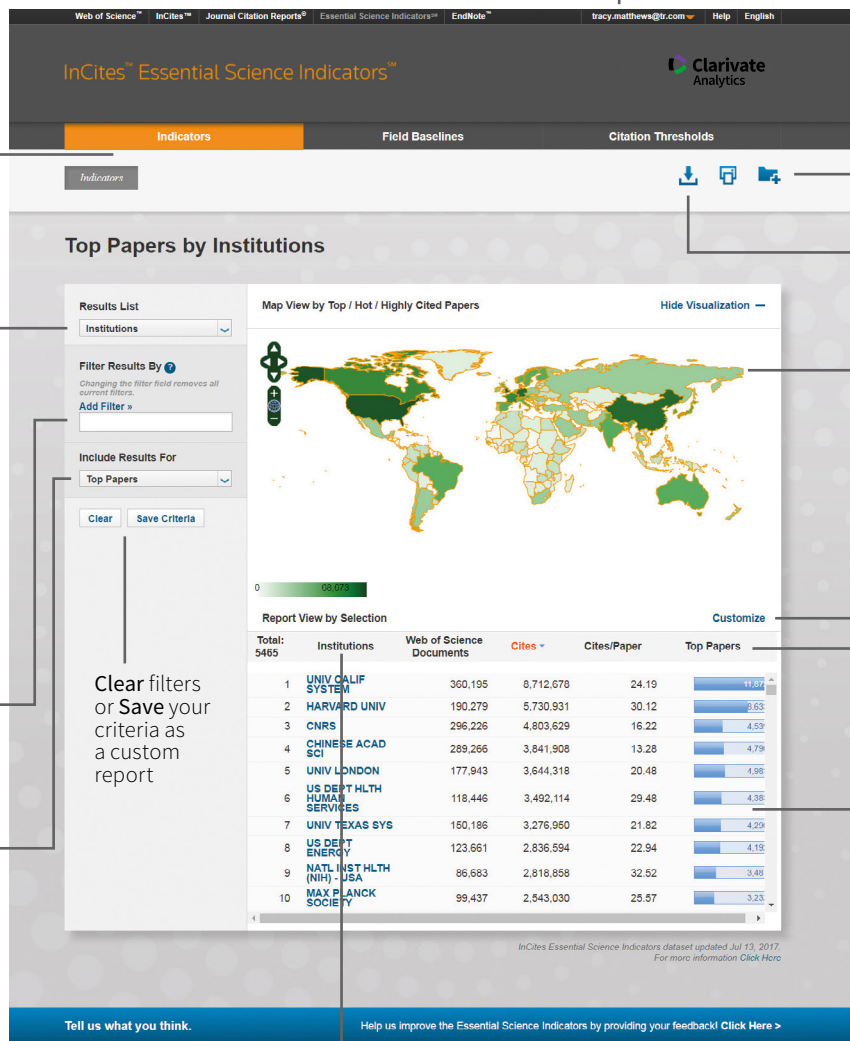 Web of Science™ InCites™ Journal Citation Reports® Essential Science Indicators℠ EndNote™ tracy.matthews@tr.com Help English
InCites™ Essential Science Indicators℠
Clarivate
Analytics
Indicators Field Baselines Citation Thresholds
Indicators
Top Papers by Institutions
Results List
Institutions
Filter Results By ?
Changing the filter field removes all
current filters.
Add Filter »
Include Results For
Top Papers
Clear Save Criteria
Clear filters
or Save your
criteria as
a custom
report
Map View by Top / Hot / Highly Cited Papers Hide Visualization —
0 68,073
Report View by Selection Customize
Total:
5465 Institutions Web of Science
Documents Cites Cites/Paper Top Papers
1 UNIV CALIF
SYSTEM 360,195 8,712,678 24.19
2 HARVARD UNIV 190,279 5,730,931 30.12
3 CNRS 296,226 4,803,629 16.22
4 CHINESE ACAD
SCI 289,266 3,841,908 13.28
5 UNIV LONDON 177,943 3,644,318 20.48
6 US DEPT HLTH
HUMAN
SERVICES 118,446 3,492,114 29.48
7 UNIV TEXAS SYS 150,186 3,276,950 21.82
8 US DEPT
ENERGY 123,661 2,836,594 22.94
9 NATL INST HLTH
(NIH) - USA 86,683 2,818,858 32.52
10 MAX PLANCK
SOCIETY 99,437 2,543,030 25.57
InCites Essential Science Indicators dataset updated Jul 13, 2017.
For more information Click Here
Tell us what you think. Help us improve the Essential Science Indicators by providing your feedback! Click Here >